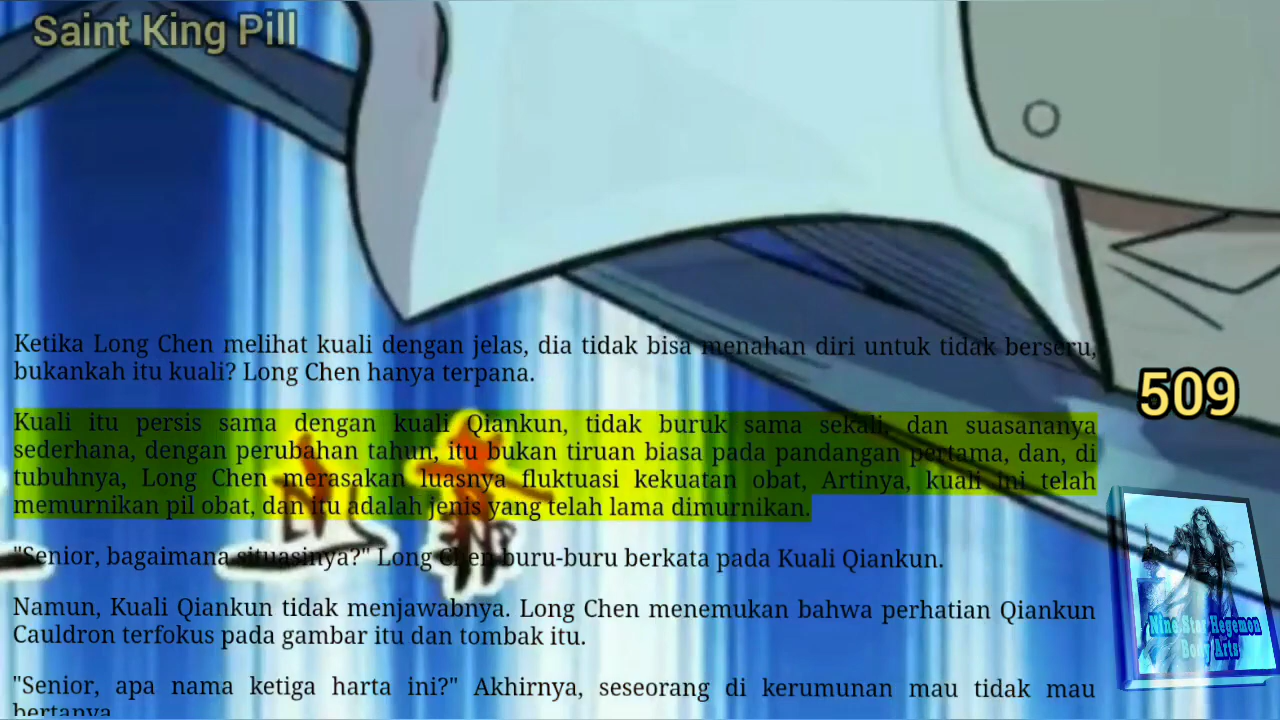 Saint King Pill
Ketika Long Chen melihat kuali dengan jelas, dia tidak bisa menahan diri untuk tidak berseru,
bukankah itu kuali? Long Chen hanya terpana.
509
Kuali itu persis sama dengan kuali Qiankun, tidak buruk sama sekali, dan suasananya
sederhana, dengan perubahan tahun, itu bukan tiruan biasa pada pandangan pertama, dan, di
tubuhnya, Long Chen merasakan luasnya fluktuasi kekuatan obat, Artinya, kuali ini telah
memurnikan pil obat, dan itu adalah jenis yang telah lama dimurnikan.
"Senior, bagaimana situasinya?" Long Chen buru-buru berkata pada Kuali Qiankun.
Namun, Kuali Qiankun tidak menjawabnya. Long Chen menemukan bahwa perhatian Qiankun
Cauldron terfokus pada gambar itu dan tombak itu.
Nine Star Hegemon
Body Arts
"Senior, apa nama ketiga harta ini?" Akhirnya, seseorang di kerumunan mau tidak mau
bertanya